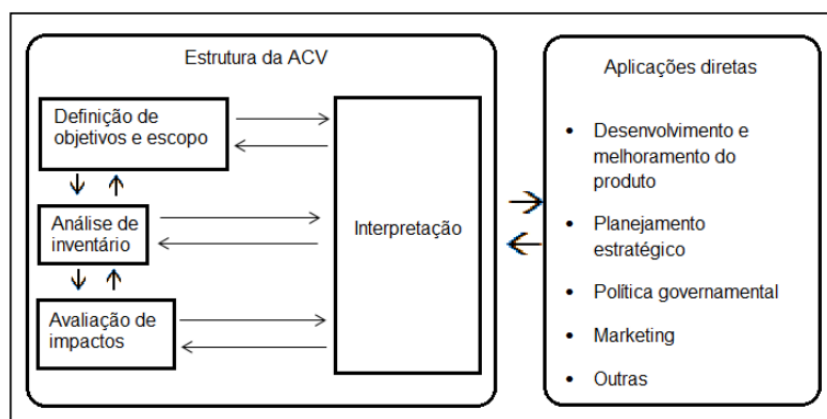 Estrutura da ACV
Definição de
objetivos e escopo
Análise de
inventário
Avaliação de
impactos
Interpretação
Aplicações diretas
• Desenvolvimento e
melhoramento do
produto
• Planejamento
estratégico
• Política governamental
• Marketing
• Outras